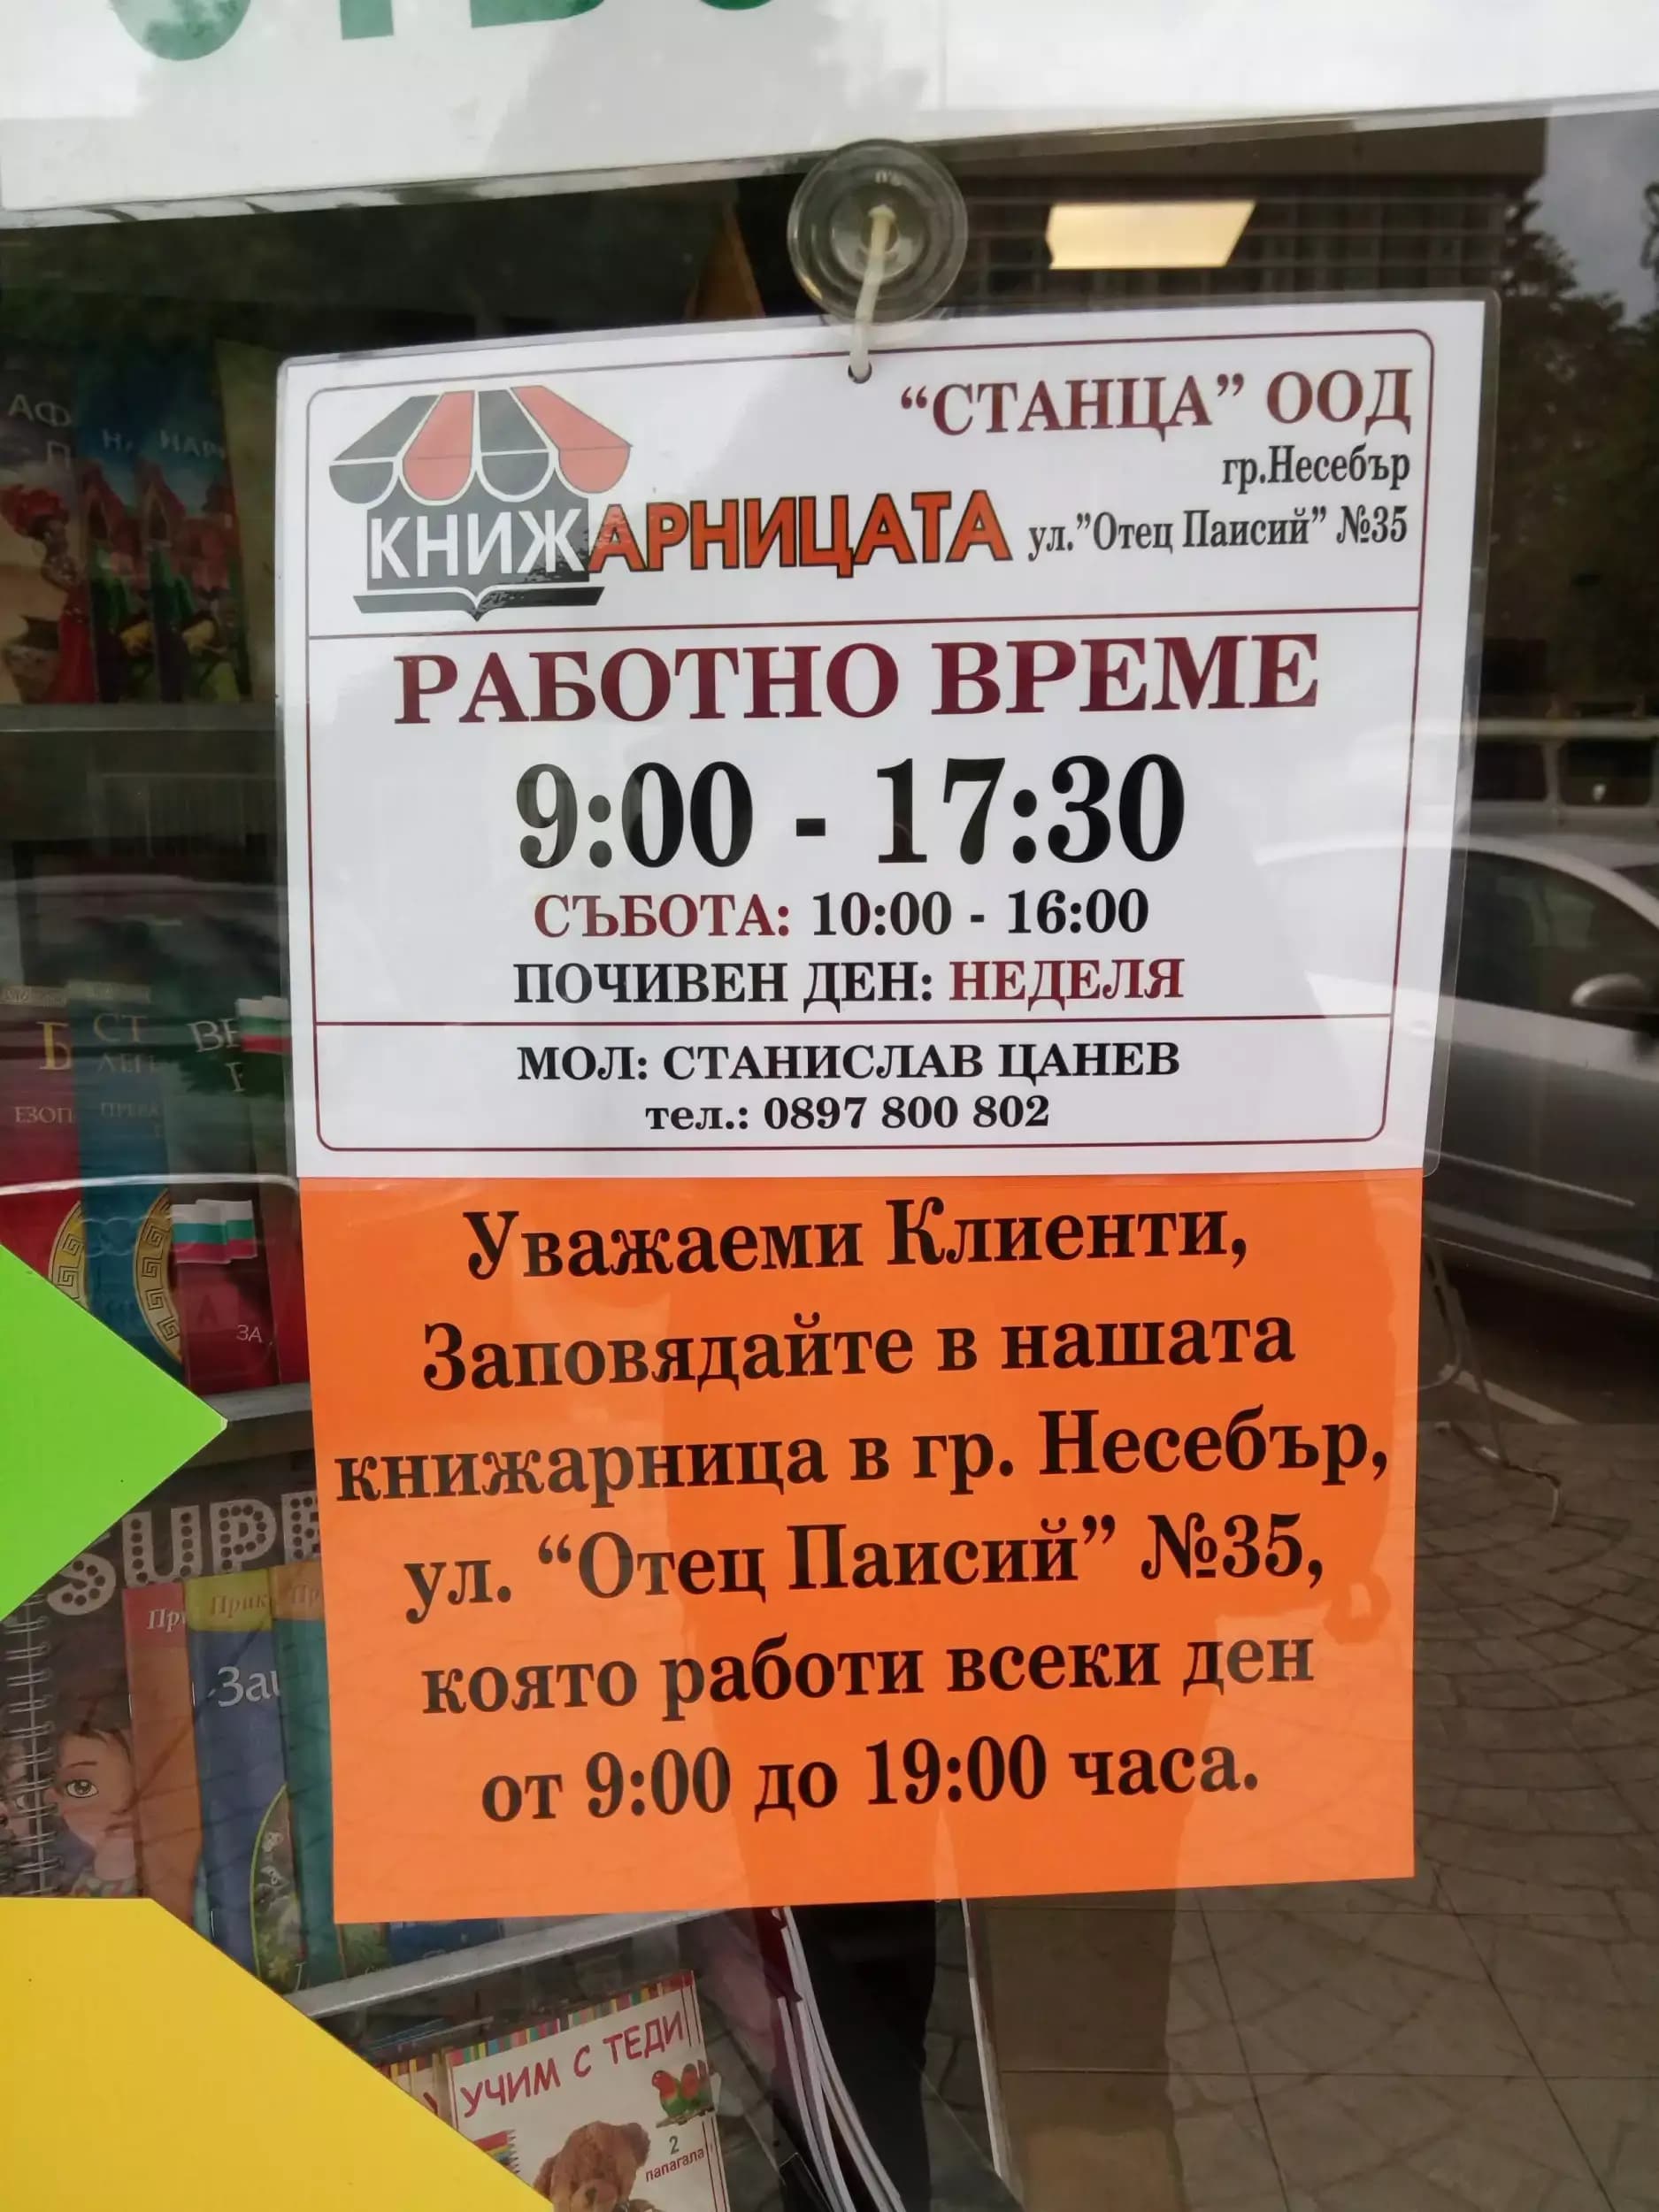 “СТАНЦА” ООД
гр.Несебър
КНИЖАРНИЦАТА ул.”Отец Паисий” №35
РАБОТНО ВРЕМЕ
9:00 - 17:30
СЪБОТА: 10:00 - 16:00
ПОЧИВЕН ДЕН: НЕДЕЛЯ
МОЛ: СТАНИСЛАВ ЦАНЕВ
тел.: 0897 800 802
Уважаеми Клиенти,
Заповядайте в нашата
книжарница в гр. Несебър,
ул. “Отец Паисий” №35,
която работи всеки ден
от 9:00 до 19:00 часа.
УЧИМ С ТЕДИ
2
папагала